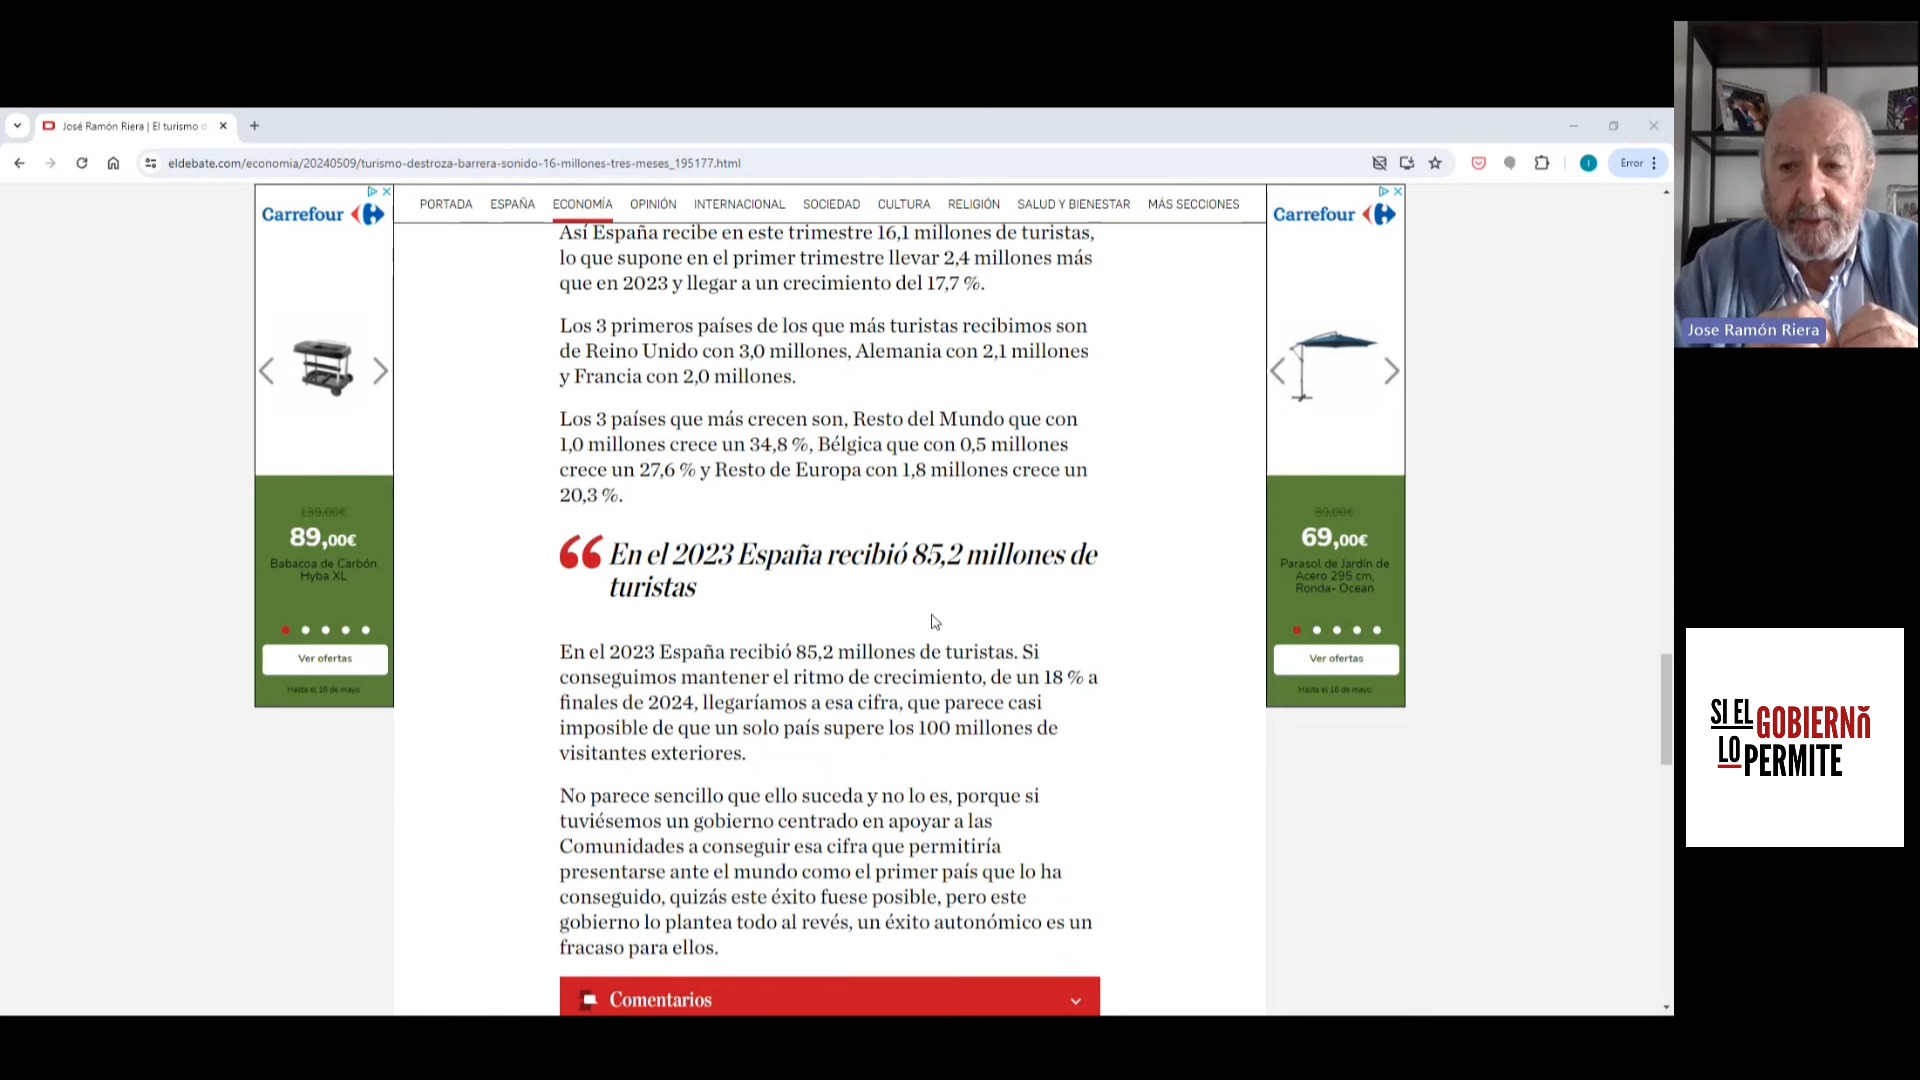 José Ramón Riera | El turismo
eldebate.com/economia/20240509/turismo-destroza-barrera-sonido-16-millones-tres-meses_195177.html
Error
PORTADA ESPAÑA ECONOMÍA OPINIÓN INTERNACIONAL SOCIEDAD CULTURA RELIGIÓN SALUD Y BIENESTAR MÁS SECCIONES
Carrefour
139,00€
89,00€
Babacoa de Carbón
Hyba XL
Ver ofertas
Hasta el 16 de mayo
Así España recibe en este trimestre 16,1 millones de turistas,
lo que supone en el primer trimestre llevar 2,4 millones más
que en 2023 y llegar a un crecimiento del 17,7 %.
Los 3 primeros países de los que más turistas recibimos son
de Reino Unido con 3,0 millones, Alemania con 2,1 millones
y Francia con 2,0 millones.
Los 3 países que más crecen son, Resto del Mundo que con
1,0 millones crece un 34,8 %, Bélgica que con 0,5 millones
crece un 27,6 % y Resto de Europa con 1,8 millones crece un
20,3 %.
En el 2023 España recibió 85,2 millones de
turistas
En el 2023 España recibió 85,2 millones de turistas. Si
conseguimos mantener el ritmo de crecimiento, de un 18 % a
finales de 2024, llegaríamos a esa cifra, que parece casi
imposible de que un solo país supere los 100 millones de
visitantes exteriores.
No parece sencillo que ello suceda y no lo es, porque si
tuviésemos un gobierno centrado en apoyar a las
Comunidades a conseguir esa cifra que permitiría
presentarse ante el mundo como el primer país que lo ha
conseguido, quizás este éxito fuese posible, pero este
gobierno lo plantea todo al revés, un éxito autonómico es un
fracaso para ellos.
Comentarios
Carrefour
89,00€
69,00€
Parasol de Jardín de
Acero 295 cm,
Ronda- Ocean
Ver ofertas
Hasta el 16 de mayo
Jose Ramón Riera
SI EL GOBIERNO
LO PERMITE